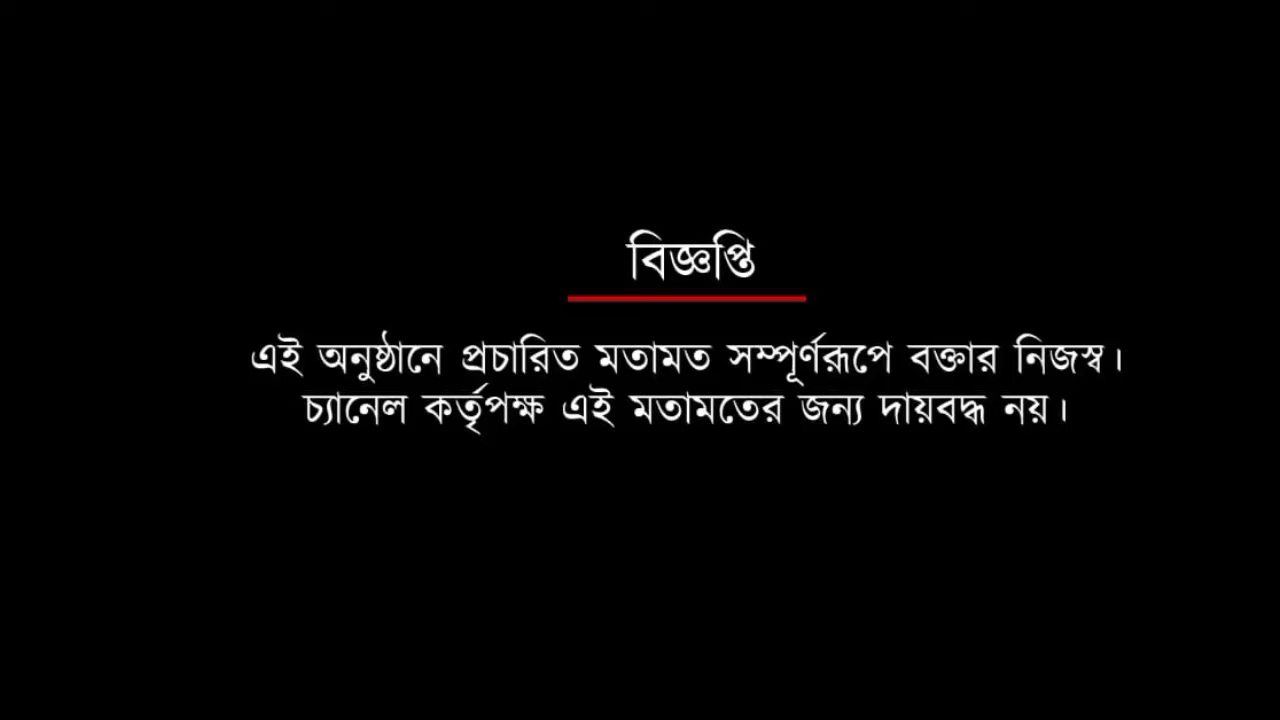 বিজ্ঞপ্তি
এই অনুষ্ঠানে প্রচারিত মতামত সম্পূর্ণরূপে বক্তার নিজস্ব।
চ্যানেল কর্তৃপক্ষ এই মতামতের জন্য দায়বদ্ধ নয়।